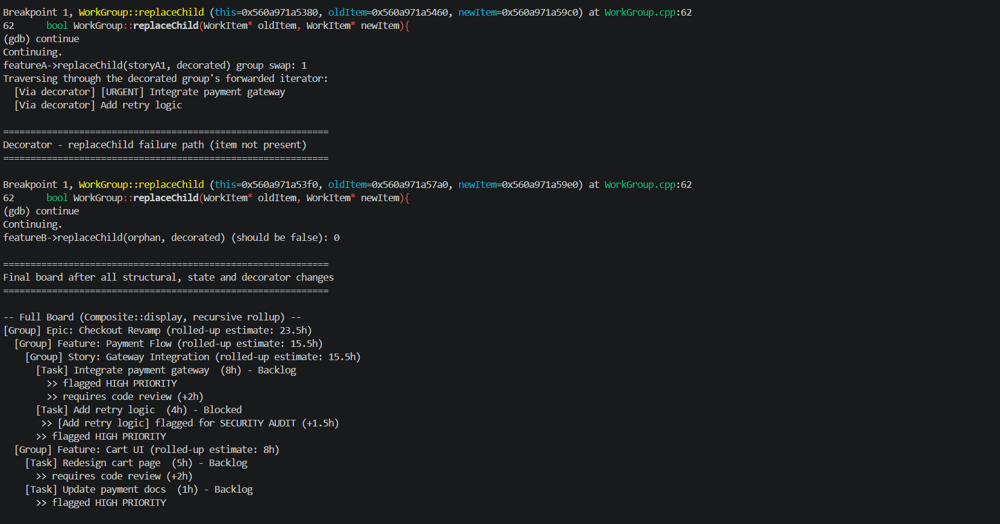 Breakpoint 1, WorkGroup::replaceChild (this=0x560a971a5380, oldItem=0x560a971a5460, newItem=0x560a971a59c0) at WorkGroup.cpp:62
62      bool WorkGroup::replaceChild(WorkItem* oldItem, WorkItem* newItem){
(gdb) continue
Continuing.
featureA->replaceChild(storyA1, decorated) group swap: 1
Traversing through the decorated group's forwarded iterator:
  [Via decorator] [URGENT] Integrate payment gateway
  [Via decorator] Add retry logic

============================================================
Decorator - replaceChild failure path (item not present)
============================================================

Breakpoint 1, WorkGroup::replaceChild (this=0x560a971a53f0, oldItem=0x560a971a57a0, newItem=0x560a971a59e0) at WorkGroup.cpp:62
62      bool WorkGroup::replaceChild(WorkItem* oldItem, WorkItem* newItem){
(gdb) continue
Continuing.
featureB->replaceChild(orphan, decorated) (should be false): 0

============================================================
Final board after all structural, state and decorator changes
============================================================

-- Full Board (Composite::display, recursive rollup) --
[Group] Epic: Checkout Revamp (rolled-up estimate: 23.5h)
  [Group] Feature: Payment Flow (rolled-up estimate: 15.5h)
    [Group] Story: Gateway Integration (rolled-up estimate: 15.5h)
      [Task] Integrate payment gateway  (8h) - Backlog
        >> flagged HIGH PRIORITY
        >> requires code review (+2h)
      [Task] Add retry logic  (4h) - Blocked
       >> [Add retry logic] flagged for SECURITY AUDIT (+1.5h)
      >> flagged HIGH PRIORITY
  [Group] Feature: Cart UI (rolled-up estimate: 8h)
    [Task] Redesign cart page  (5h) - Backlog
      >> requires code review (+2h)
    [Task] Update payment docs  (1h) - Backlog
      >> flagged HIGH PRIORITY